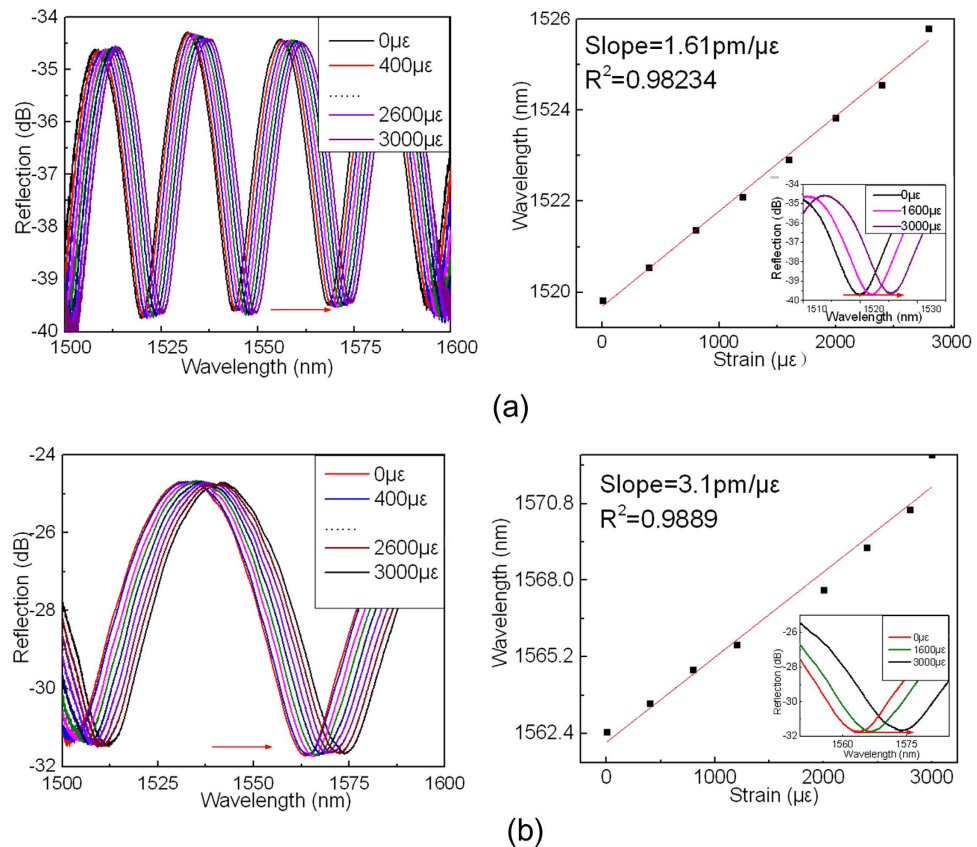 -34
-35
-36
-37
-38
-39
-40
Reflection (dB)
0με
400με
......
2600με
3000με
1500
1525
1550
1575
1600
Wavelength (nm)
1526
1524
1522
1520
Wavelength (nm)
Slope=1.61pm/με
R²=0.98234
-34
-35
-36
-37
-38
-39
-40
Reflection (dB)
0με
1600με
3000με
1510
1520
1530
Wavelength (nm)
0
1000
2000
3000
Strain (με)
(a)
-24
-26
-28
-30
-32
Reflection (dB)
0με
400με
......
2600με
3000με
1500
1525
1550
1575
1600
Wavelength (nm)
1570.8
1568.0
1565.2
1562.4
Wavelength (nm)
Slope=3.1pm/με
R²=0.9889
-26
-28
-30
-32
Reflection (dB)
0με
1600με
3000με
1560
1575
Wavelength (nm)
0
1000
2000
3000
Strain (με)
(b)